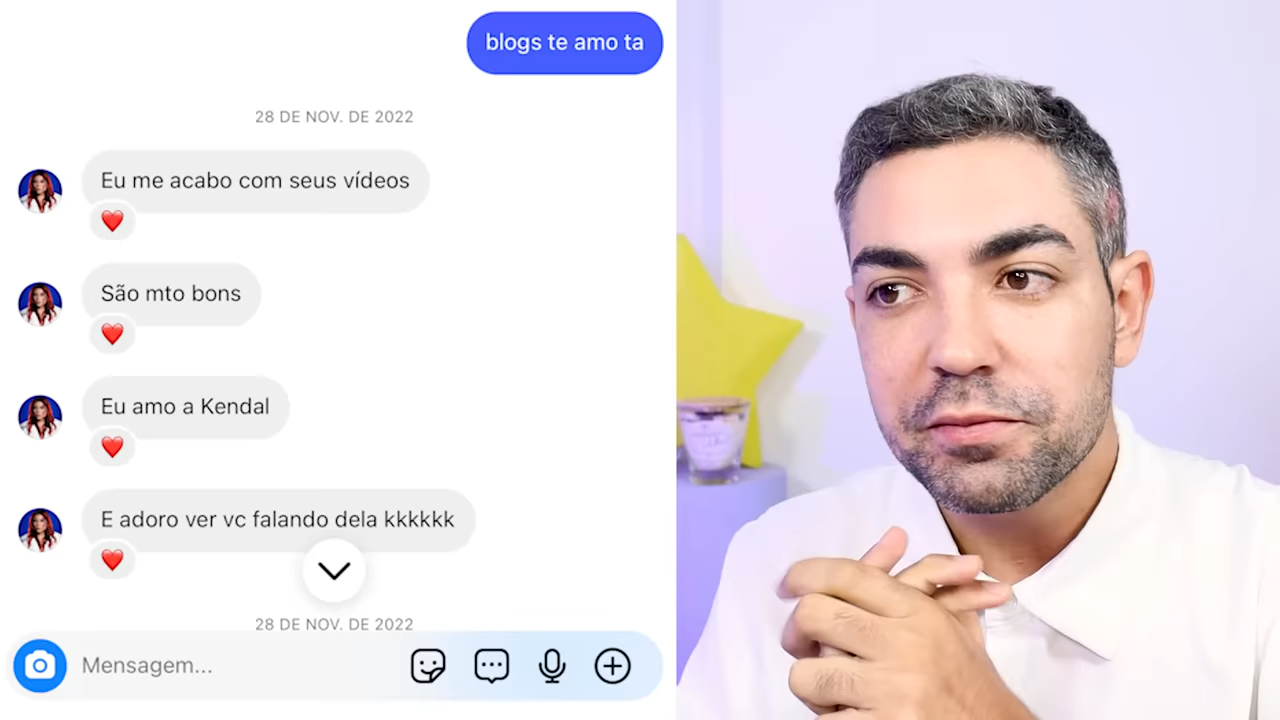 blogs te amo ta
28 DE NOV. DE 2022
Eu me acabo com seus vídeos
São mto bons
Eu amo a Kendal
E adoro ver vc falando dela kkkkkk
28 DE NOV. DE 2022
Mensagem...